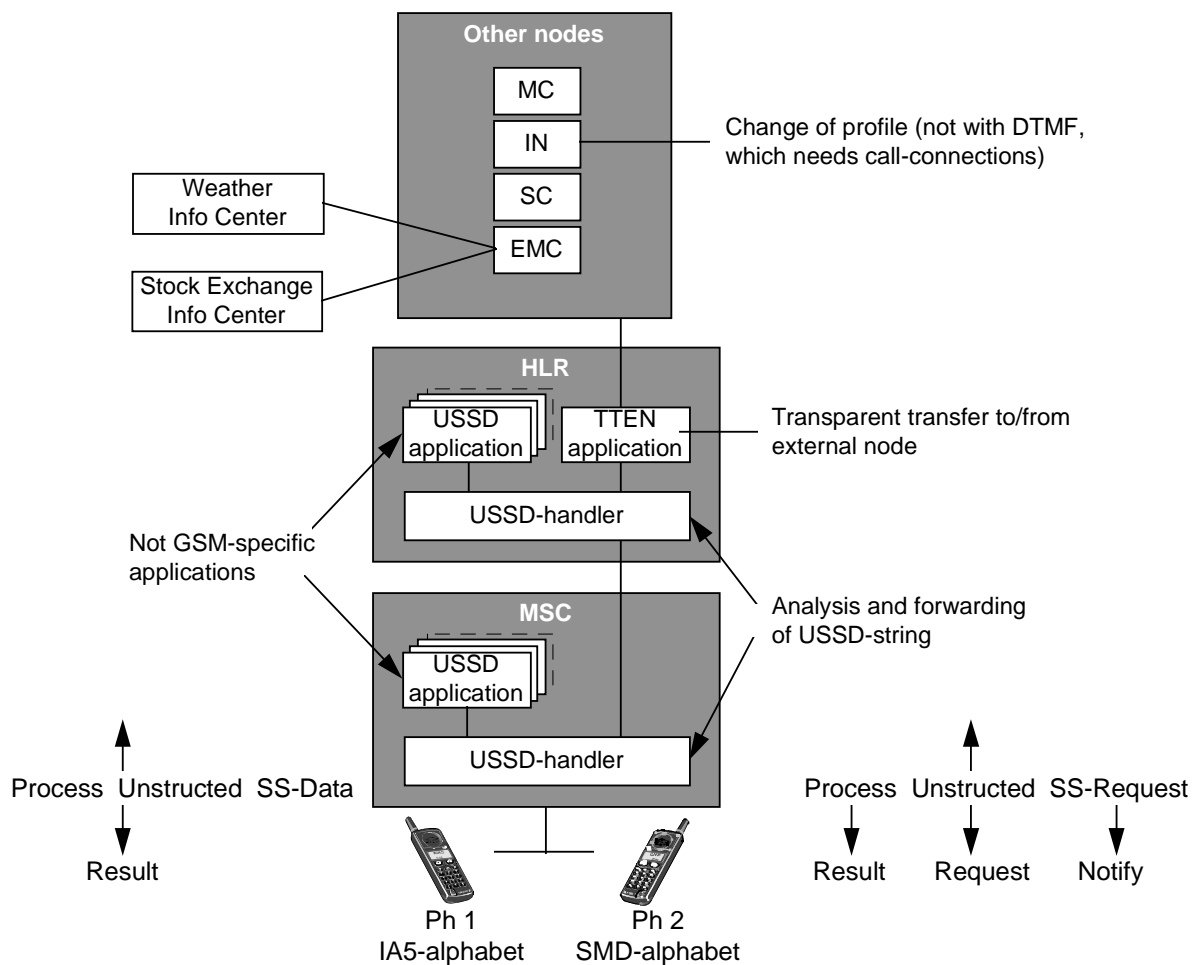 Other nodes
MC
IN
SC
EMC
Change of profile (not with DTMF,
which needs call-connections)
Weather
Info Center
Stock Exchange
Info Center
HLR
USSD
application
TTEN
application
Transparent transfer to/from
external node
USSD-handler
Not GSM-specific
applications
MSC
Analysis and forwarding
of USSD-string
USSD
application
USSD-handler
Process Unstructed SS-Data
Result
Process Unstructed SS-Request
Result Request Notify
Ph 1
IA5-alphabet
Ph 2
SMD-alphabet